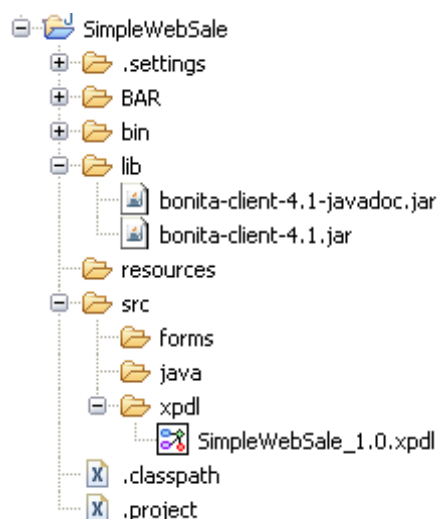 SimpleWebSale
.settings
BAR
bin
lib
bonita-client-4.1-javadoc.jar
bonita-client-4.1.jar
resources
src
forms
java
xpdl
SimpleWebSale_1.0.xpdl
.classpath
.project